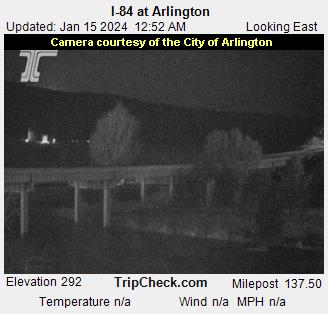 I-84 at Arlington
Updated: Jan 15 2024 12:52 AM Looking East
Camera courtesy of the City of Arlington
Elevation 292 TripCheck.com Milepost 137.50
Temperature n/a Wind n/a MPH n/a